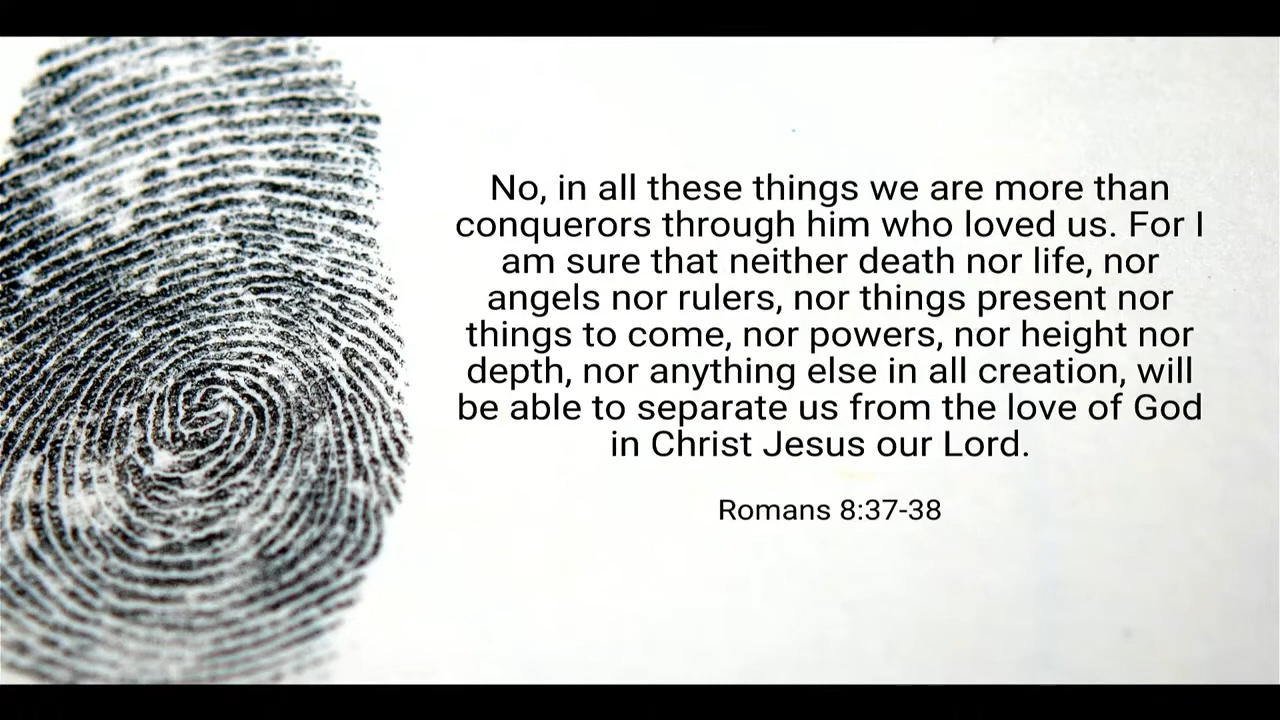 No, in all these things we are more than
conquerors through him who loved us. For I
am sure that neither death nor life, nor
angels nor rulers, nor things present nor
things to come, nor powers, nor height nor
depth, nor anything else in all creation, will
be able to separate us from the love of God
in Christ Jesus our Lord.
Romans 8:37-38